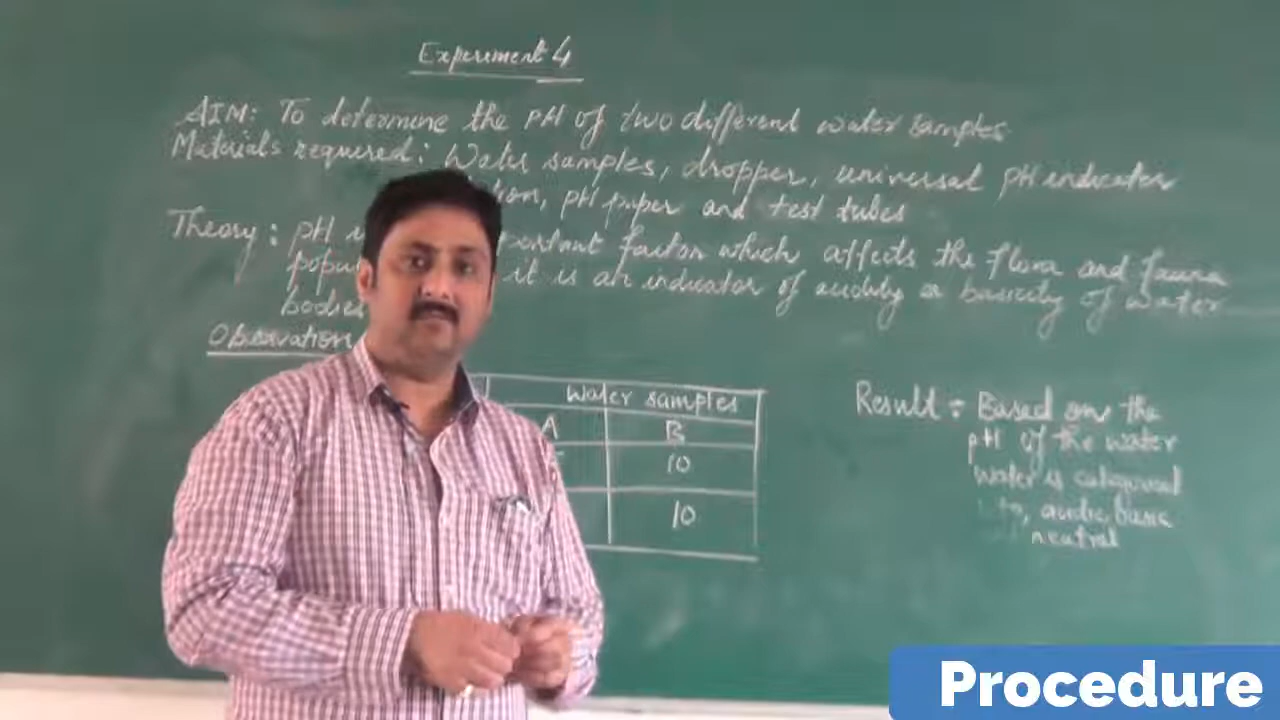 Experiment 4
AIM: To determine the pH of two different water samples.
Materials required: Water samples, dropper, universal pH indicator
pH paper and test tubes
Theory: pH factor which affects the flora and fauna
it is an indicator of acidity or basicity of water
bodies
Observation
Water samples
A B
10
10
Result :- Based on the
pH of the water
water is categorised
acidic, basic
neutral
Procedure